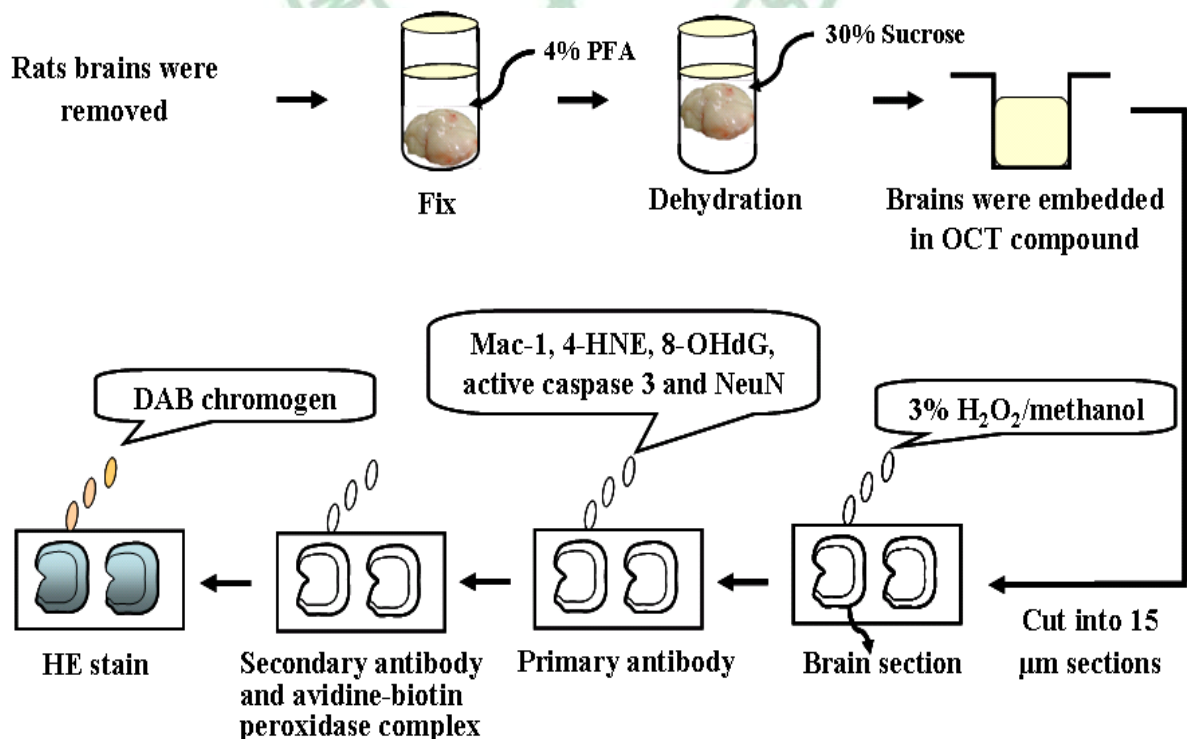 Rats brains were
removed
4% PFA
Fix
30% Sucrose
Dehydration
Brains were embedded
in OCT compound
Cut into 15
μm sections
3% H₂O₂/methanol
Brain section
Mac-1, 4-HNE, 8-OHdG,
active caspase 3 and NeuN
Primary antibody
Secondary antibody
and avidine-biotin
peroxidase complex
DAB chromogen
HE stain